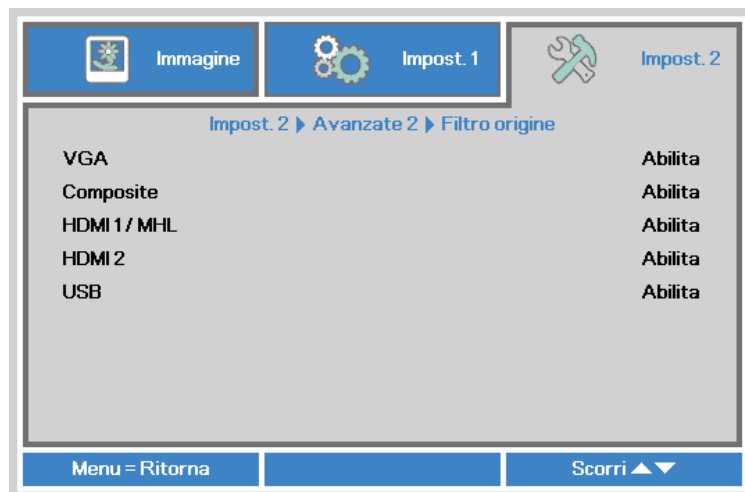 Immagine
Impost. 1
Impost. 2
Impost. 2 ▶ Avanzate 2 ▶ Filtro origine
VGA Abilita
Composite Abilita
HDMI 1 / MHL Abilita
HDMI 2 Abilita
USB Abilita
Menu = Ritorna
Scorri ▲▼